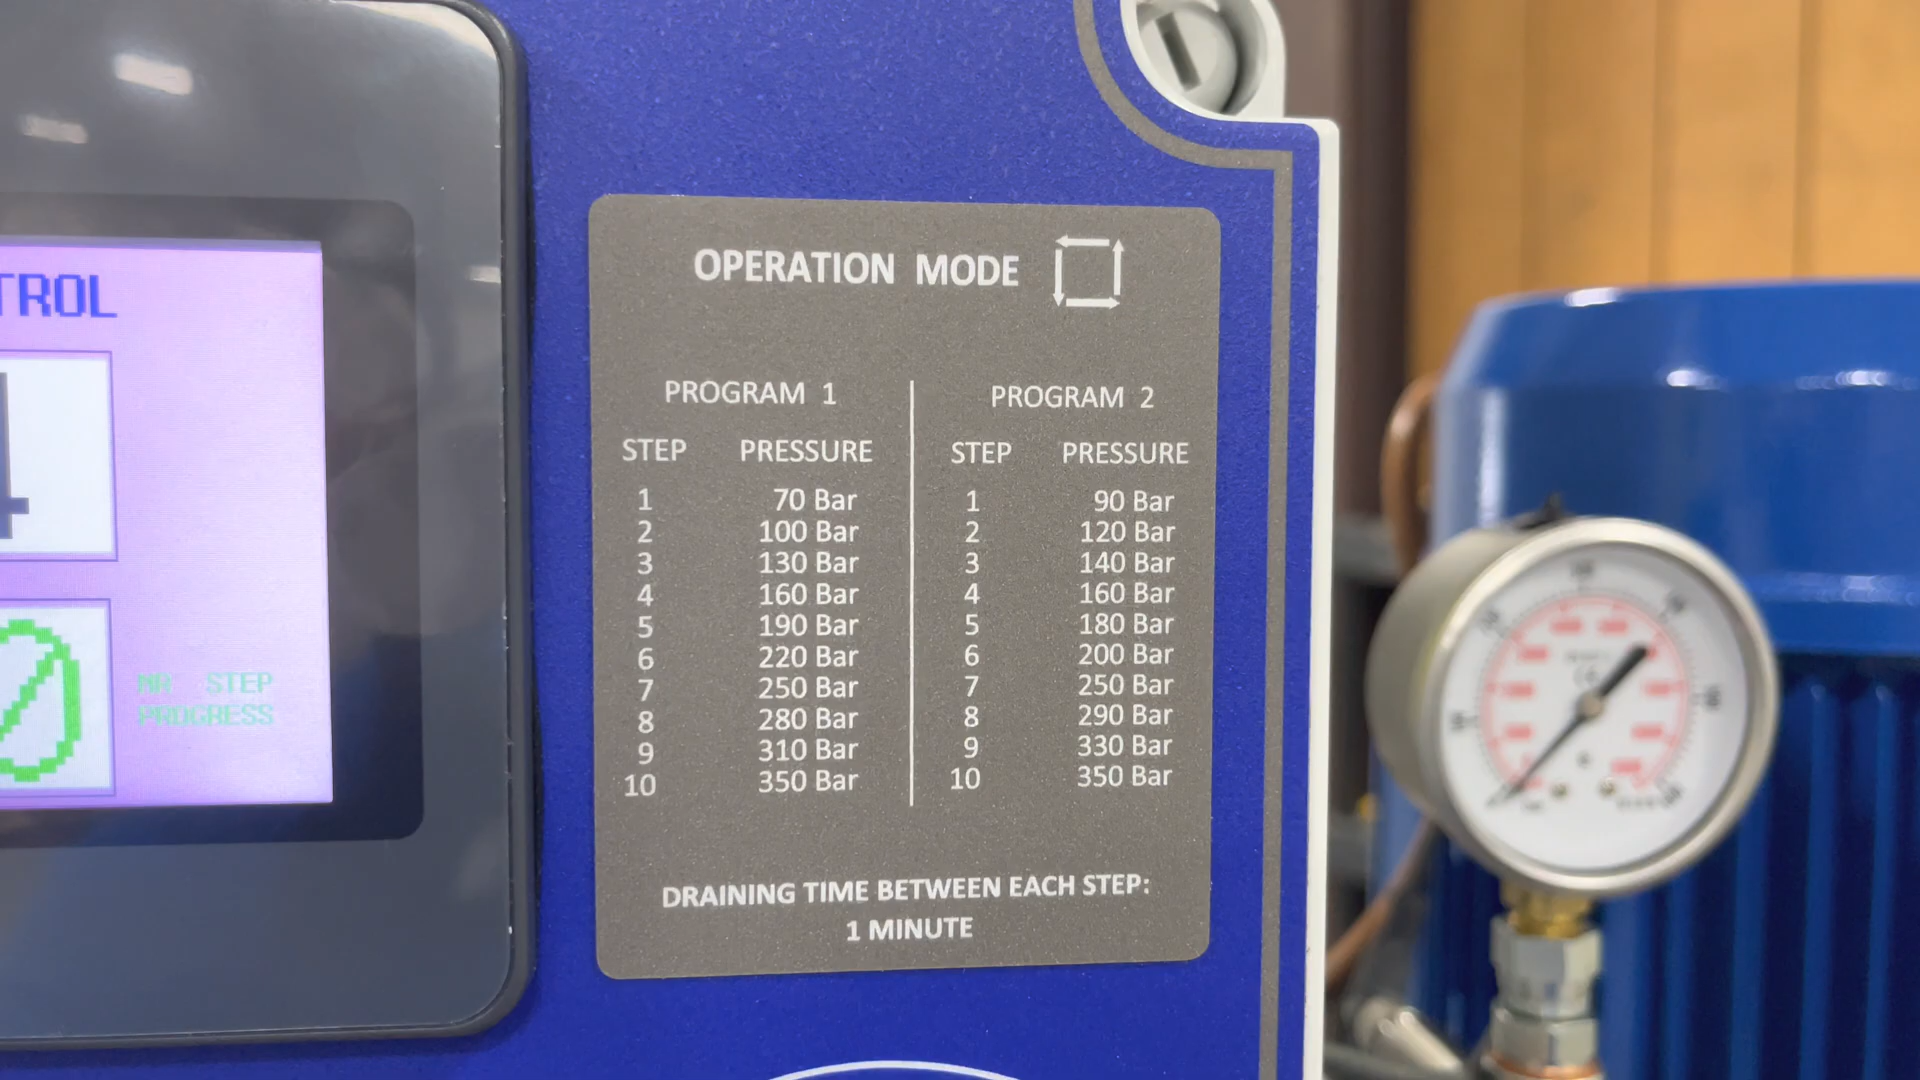 TROL
4
0
NR STEP
PROGRESS
OPERATION MODE
PROGRAM 1
STEP PRESSURE
1 70 Bar
2 100 Bar
3 130 Bar
4 160 Bar
5 190 Bar
6 220 Bar
7 250 Bar
8 280 Bar
9 310 Bar
10 350 Bar
PROGRAM 2
STEP PRESSURE
1 90 Bar
2 120 Bar
3 140 Bar
4 160 Bar
5 180 Bar
6 200 Bar
7 250 Bar
8 290 Bar
9 330 Bar
10 350 Bar
DRAINING TIME BETWEEN EACH STEP:
1 MINUTE